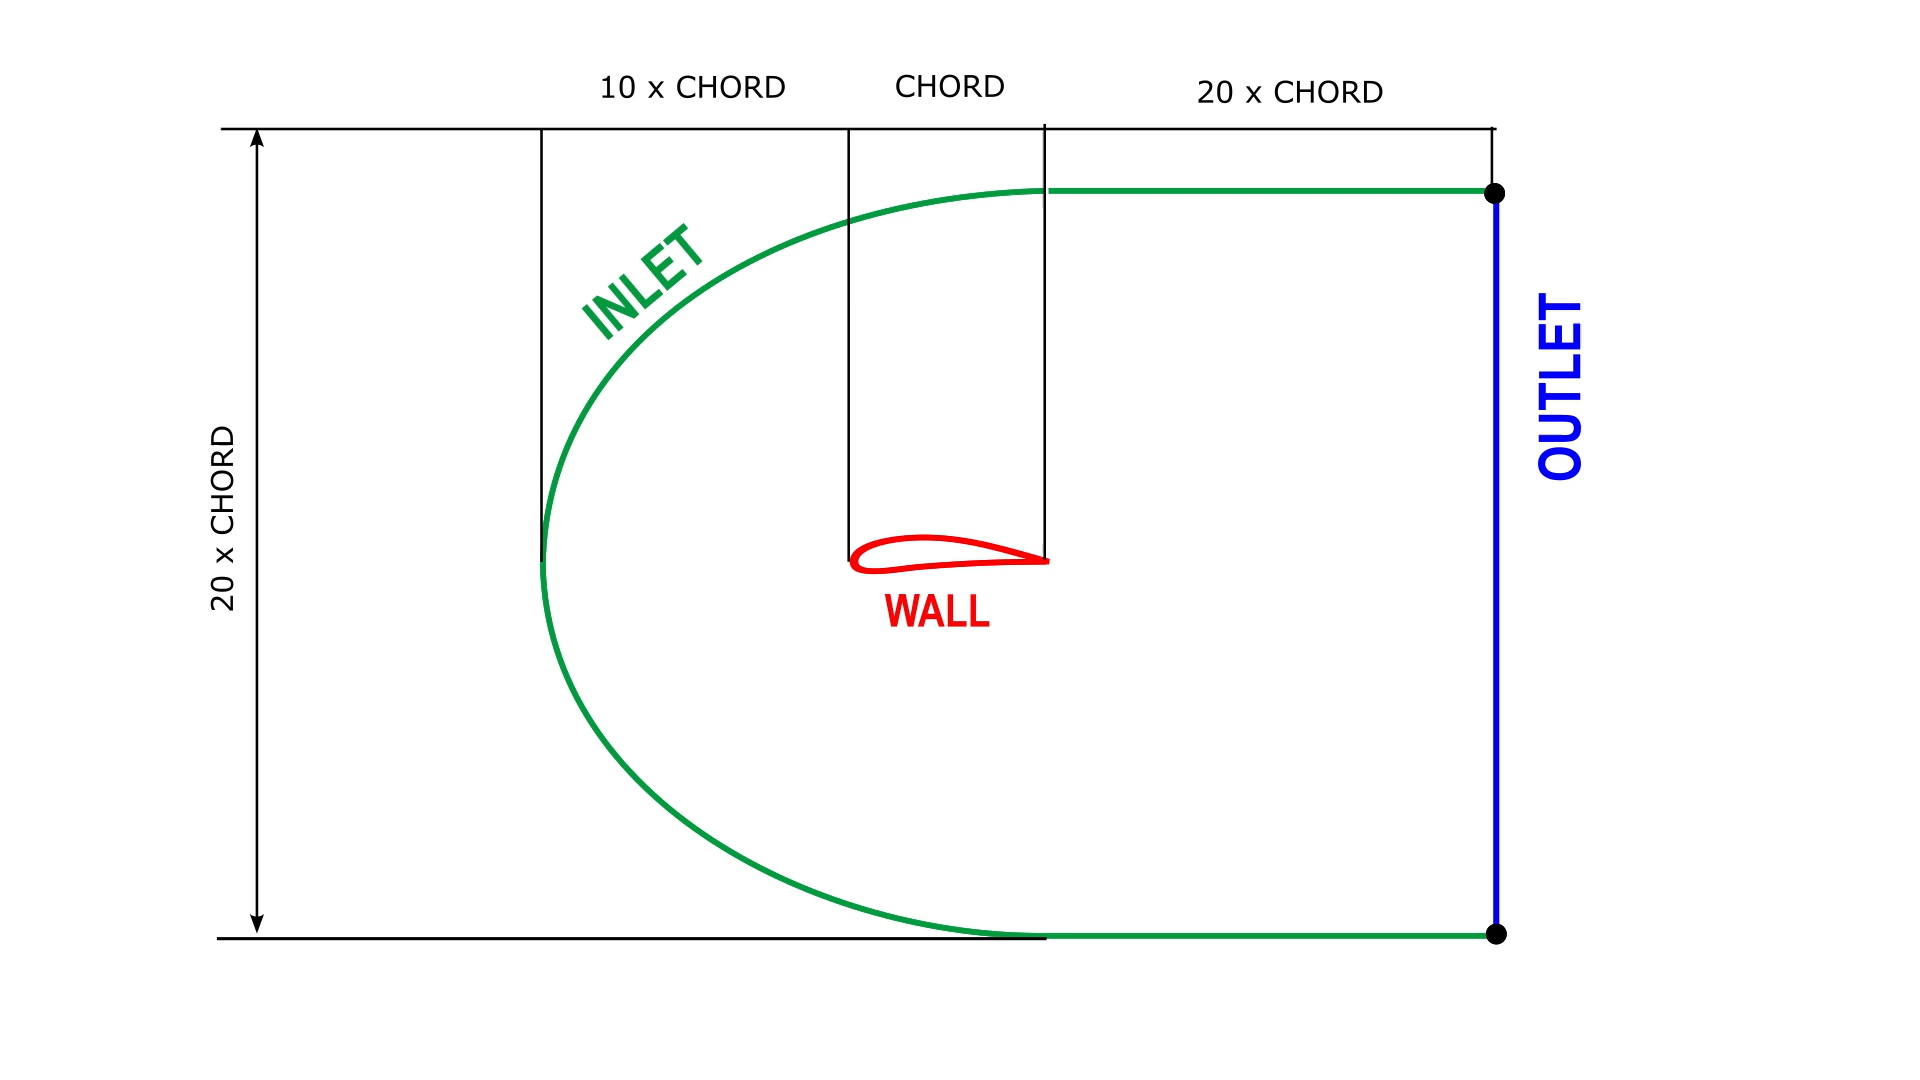 10 x CHORD
CHORD
20 x CHORD
INLET
OUTLET
20 x CHORD
WALL